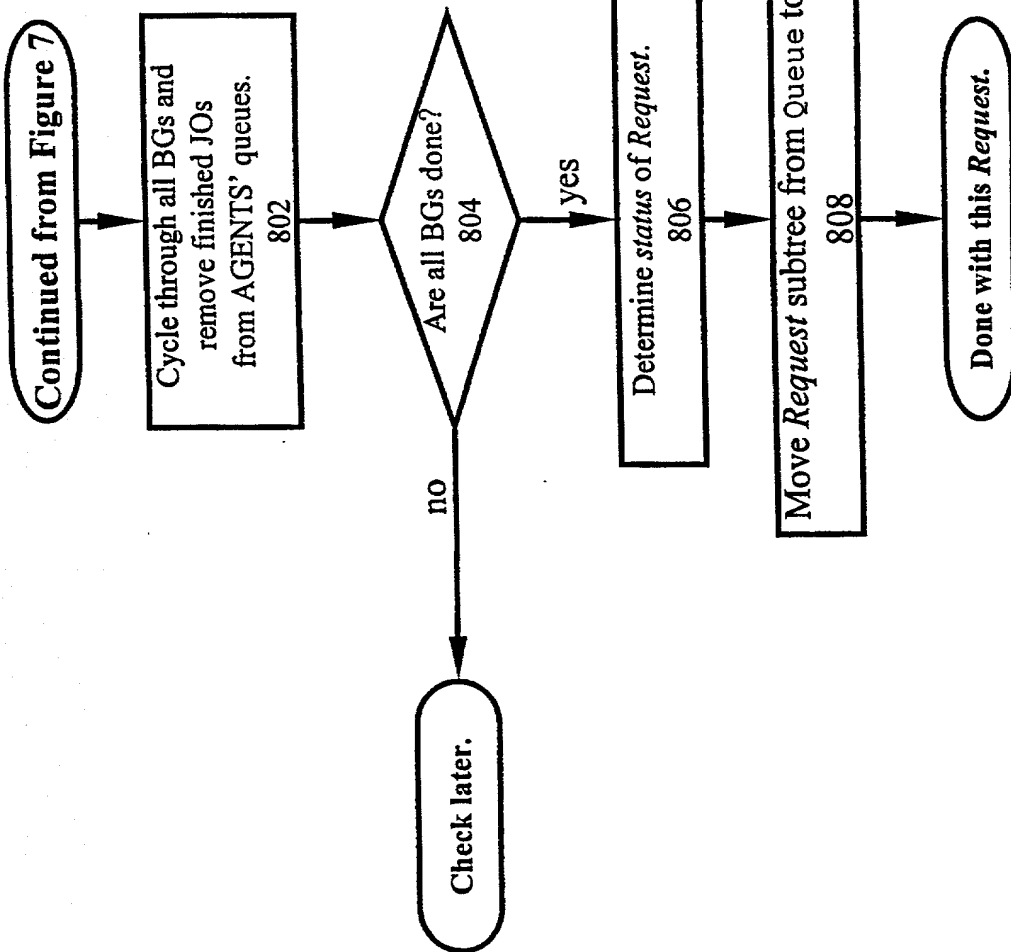 Continued from Figure 7
Cycle through all BGs and
remove finished JOs
from AGENTS' queues.
802
Are all BGs done?
804
no
yes
Check later.
Determine status of Request.
806
Move Request subtree from Queue to
808
Done with this Request.